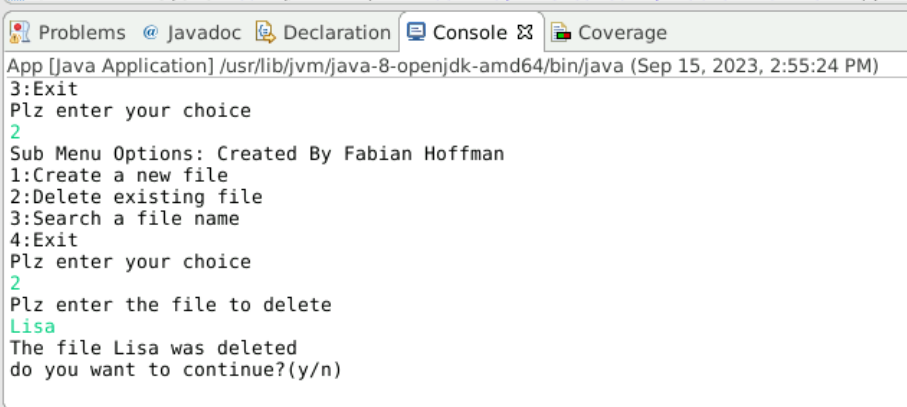 Problems @ Javadoc Declaration Console Coverage
App [Java Application] /usr/lib/jvm/java-8-openjdk-amd64/bin/java (Sep 15, 2023, 2:55:24 PM)
3:Exit
Plz enter your choice
2
Sub Menu Options: Created By Fabian Hoffman
1:Create a new file
2:Delete existing file
3:Search a file name
4:Exit
Plz enter your choice
2
Plz enter the file to delete
Lisa
The file Lisa was deleted
do you want to continue?(y/n)